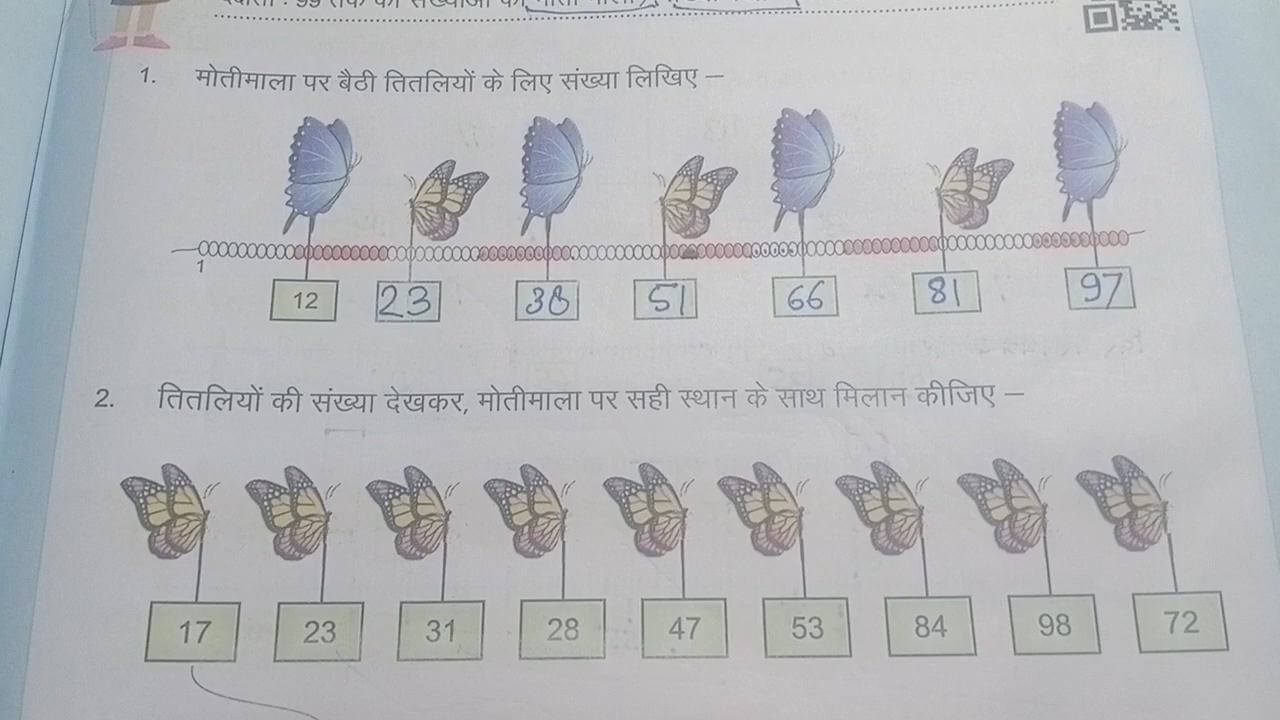 1. मोतीमाला पर बैठी तितलियों के लिए संख्या लिखिए –
1
12 23 38 51 66 81 97
2. तितलियों की संख्या देखकर, मोतीमाला पर सही स्थान के साथ मिलान कीजिए –
17 23 31 28 47 53 84 98 72